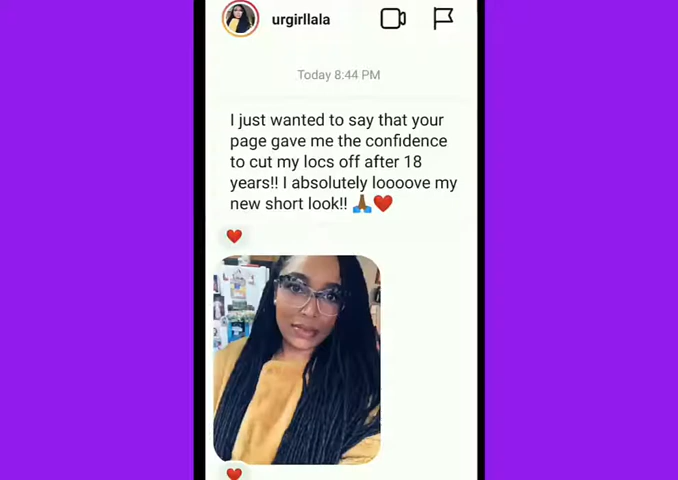 urgirllala
Today 8:44 PM
I just wanted to say that your
page gave me the confidence
to cut my locs off after 18
years!! I absolutely loooove my
new short look!! 🙏🏾❤️